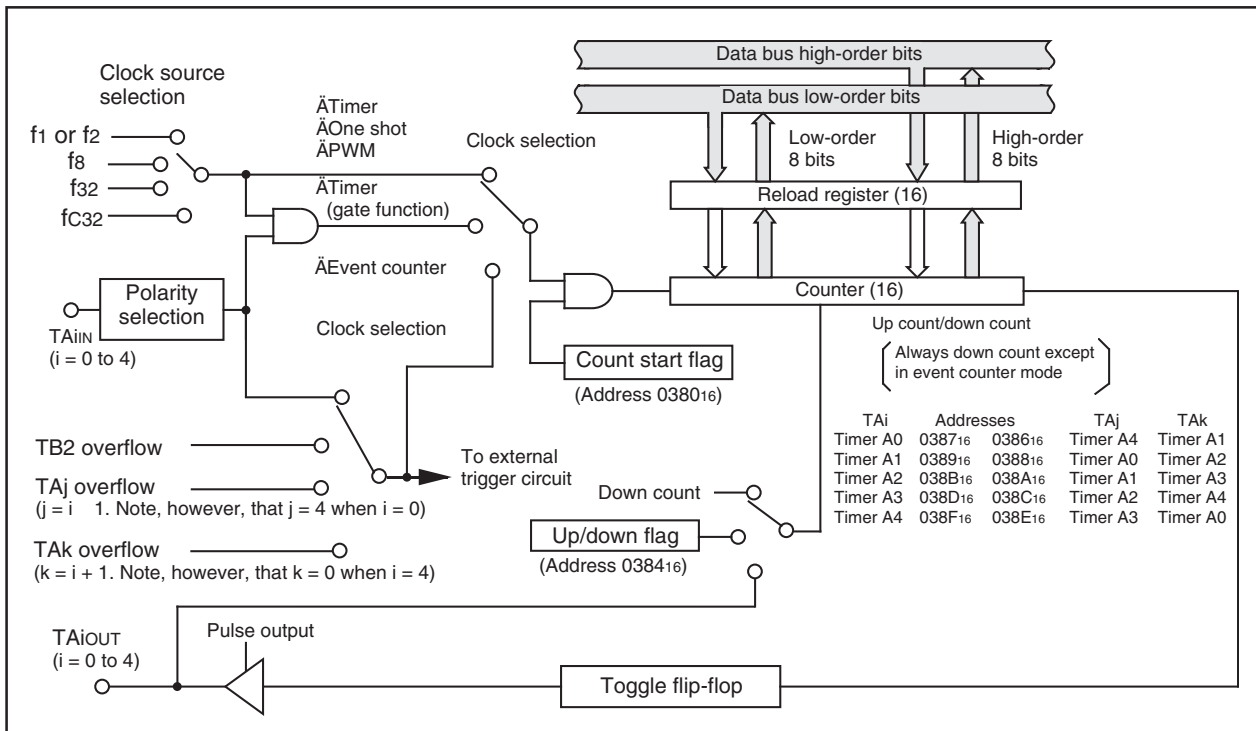 Data bus high-order bits
Data bus low-order bits
Clock source
selection
f1 or f2
f8
f32
fC32
ÄTimer
ÄOne shot
ÄPWM
Clock selection
Low-order
8 bits
High-order
8 bits
ÄTimer
(gate function)
Reload register (16)
ÄEvent counter
Polarity
selection
Counter (16)
TAiIN
(i = 0 to 4)
Clock selection
Up count/down count
Always down count except
in event counter mode
Count start flag
(Address 038016)
TAi Addresses TAj TAk
Timer A0 038716 038616 Timer A4 Timer A1
Timer A1 038916 038816 Timer A0 Timer A2
Timer A2 038B16 038A16 Timer A1 Timer A3
Timer A3 038D16 038C16 Timer A2 Timer A4
Timer A4 038F16 038E16 Timer A3 Timer A0
TB2 overflow
To external
trigger circuit
TAj overflow
(j = i 1. Note, however, that j = 4 when i = 0)
Down count
Up/down flag
(Address 038416)
TAk overflow
(k = i + 1. Note, however, that k = 0 when i = 4)
TAiOUT
(i = 0 to 4)
Pulse output
Toggle flip-flop